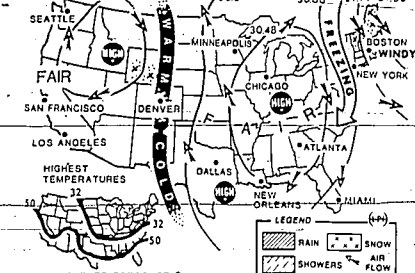 SEATTLE
30.48
MINNEAPOLIS
WARM
HIGH
FREEZING
BOSTON
WINDY
NEW YORK
FAIR
CHICAGO
HIGH
SAN FRANCISCO
DENVER
FAIR
LOS ANGELES
COLD
ATLANTA
DALLAS
HIGH
HIGHEST
TEMPERATURES
32
50
32
50
NEW
ORLEANS
MIAMI
LEGEND
RAIN
SNOW
SHOWERS
AIR
FLOW